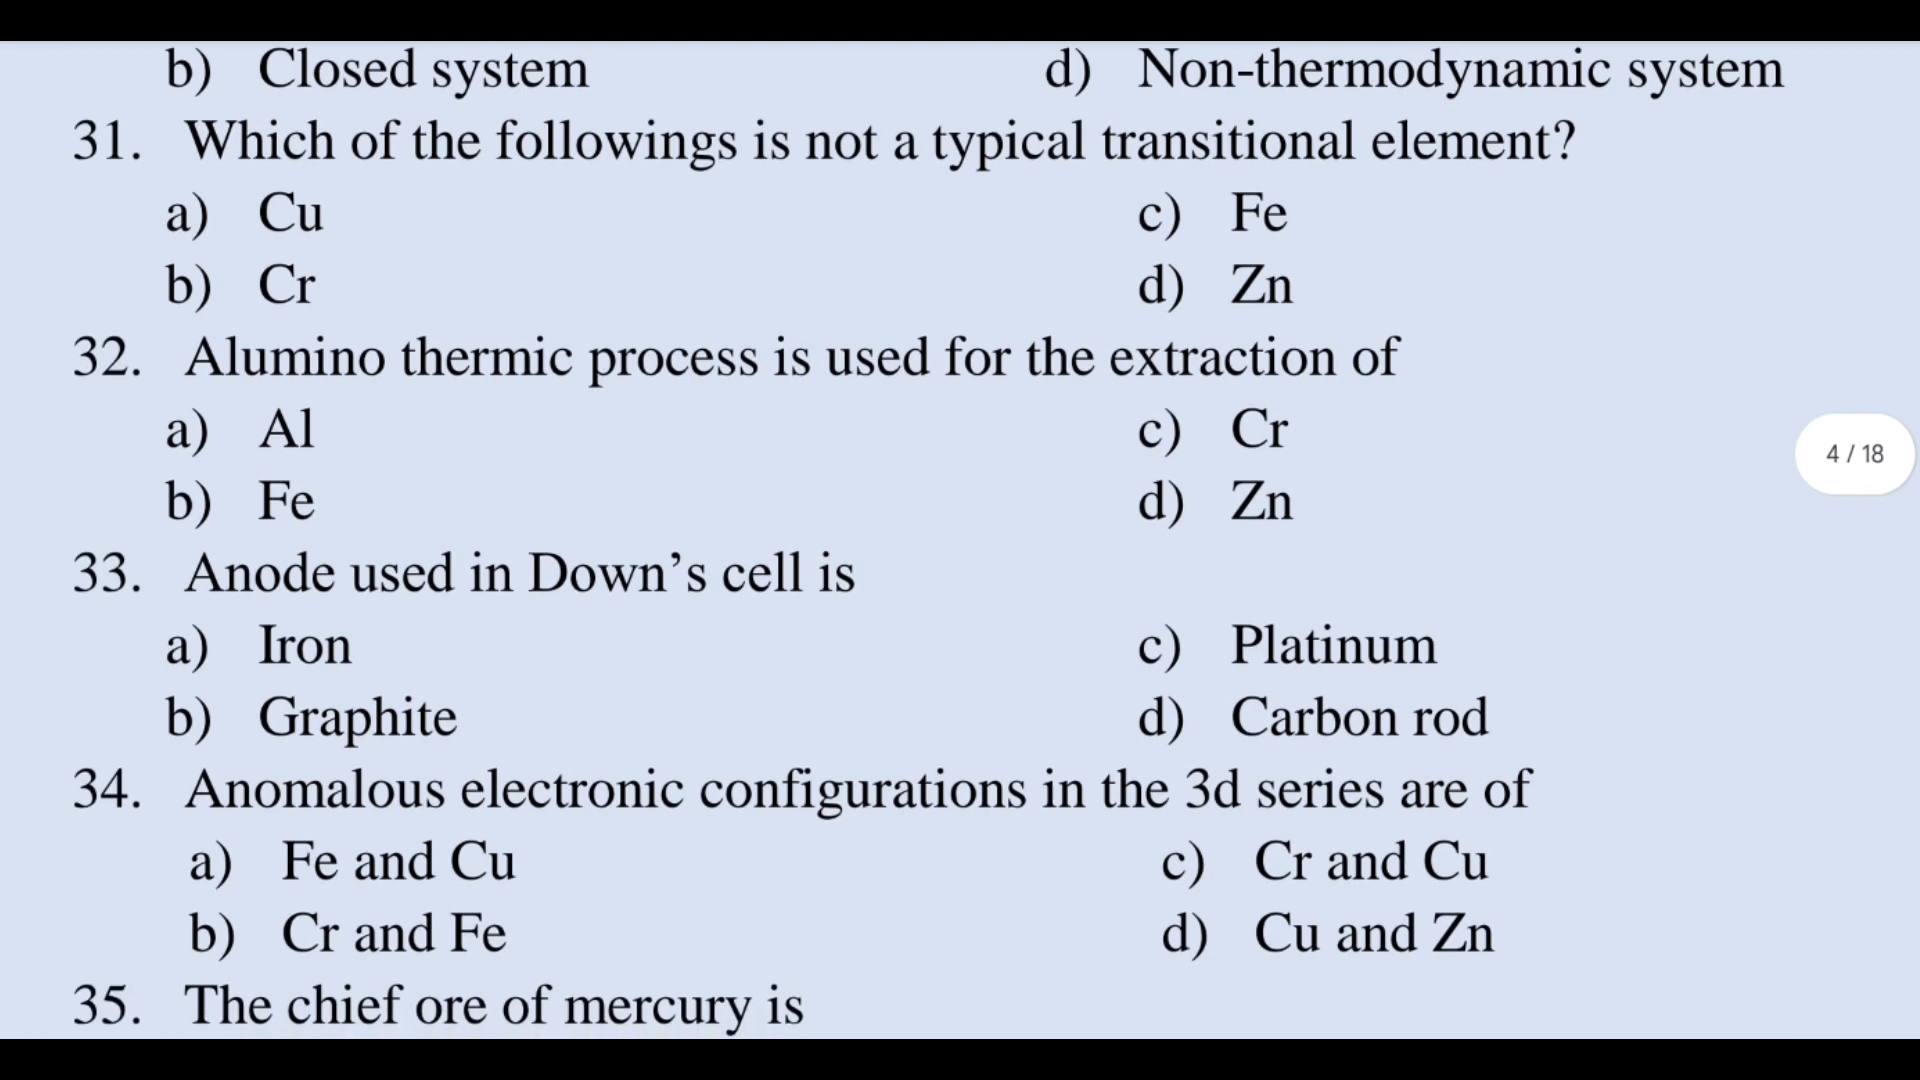 b) Closed system d) Non-thermodynamic system
31. Which of the followings is not a typical transitional element?
a) Cu c) Fe
b) Cr d) Zn
32. Alumino thermic process is used for the extraction of
a) Al c) Cr
b) Fe d) Zn
4 / 18
33. Anode used in Down’s cell is
a) Iron c) Platinum
b) Graphite d) Carbon rod
34. Anomalous electronic configurations in the 3d series are of
a) Fe and Cu c) Cr and Cu
b) Cr and Fe d) Cu and Zn
35. The chief ore of mercury is